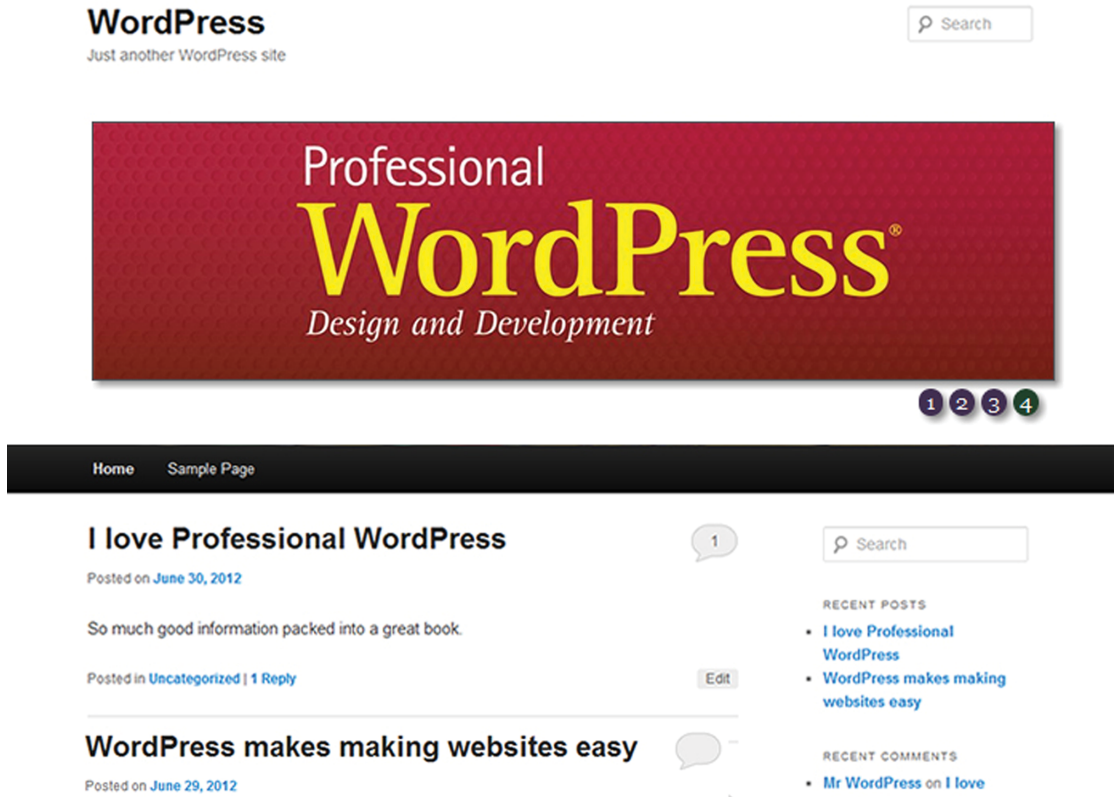 WordPress
Search
Just another WordPress site
Professional
WordPress®
Design and Development
1 2 3 4
Home Sample Page
I love Professional WordPress
1
Posted on June 30, 2012
So much good information packed into a great book.
Posted in Uncategorized | 1 Reply
Edit
WordPress makes making websites easy
Posted on June 29, 2012
Search
RECENT POSTS
I love Professional
WordPress
WordPress makes making
websites easy
RECENT COMMENTS
Mr WordPress on I love